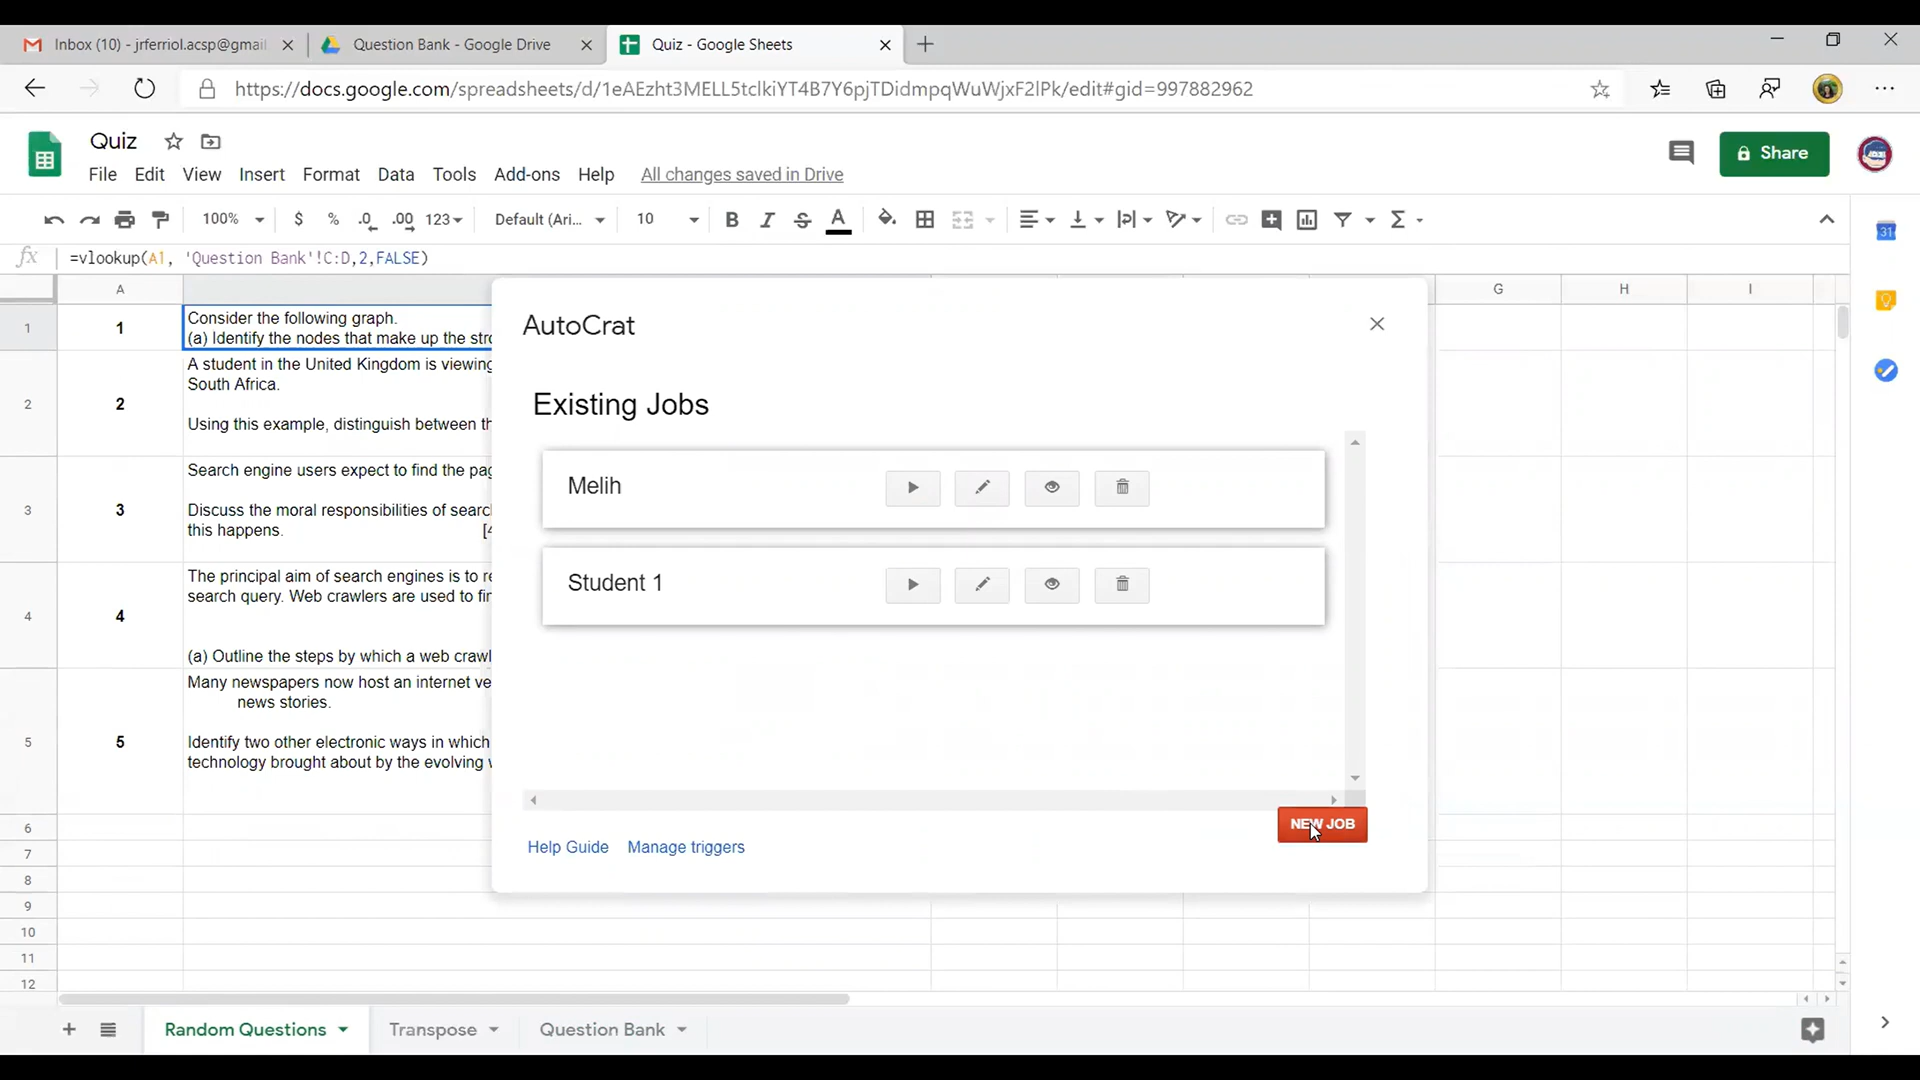 Inbox (10) - jrferriol.acsp@gmail
Question Bank - Google Drive
Quiz - Google Sheets
https://docs.google.com/spreadsheets/d/1eAEzht3MELL5tclkiYT4B7Y6pjTDidmpqWuWjxF2lPk/edit#gid=997882962
Quiz
File Edit View Insert Format Data Tools Add-ons Help All changes saved in Drive
Share
100% $ % .0 .00 123 Default (Ari... 10 B I S A
fx =vlookup(A1, 'Question Bank'!C:D,2,FALSE)
A G H I
1 1 Consider the following graph.
(a) Identify the nodes that make up the stro
2 2 A student in the United Kingdom is viewing
South Africa.
Using this example, distinguish between th
3 3 Search engine users expect to find the pag
Discuss the moral responsibilities of searc
this happens. [4
4 4 The principal aim of search engines is to re
search query. Web crawlers are used to fin
(a) Outline the steps by which a web crawl
5 5 Many newspapers now host an internet ve
news stories.
Identify two other electronic ways in which
technology brought about by the evolving w
6
7
8
9
10
11
12
AutoCrat
Existing Jobs
Melih
Student 1
NEW JOB
Help Guide Manage triggers
Random Questions Transpose Question Bank
31